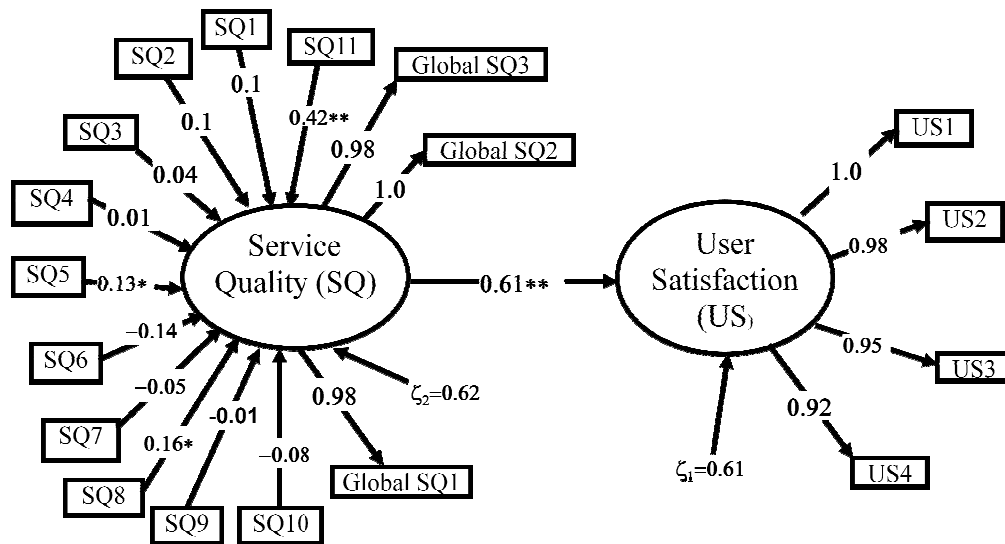 SQ1
SQ2
SQ11
Global SQ3
0.1
0.1
0.42**
0.98
SQ3
0.04
Global SQ2
1.0
US1
1.0
SQ4
0.01
Service
Quality (SQ)
User
Satisfaction
(US)
US2
0.98
SQ5
0.13*
0.61**
SQ6
−0.14
US3
0.95
SQ7
−0.05
0.16*
-0.01
−0.08
0.98
ζ2=0.62
0.92
SQ8
SQ9
SQ10
Global SQ1
ζ1=0.61
US4